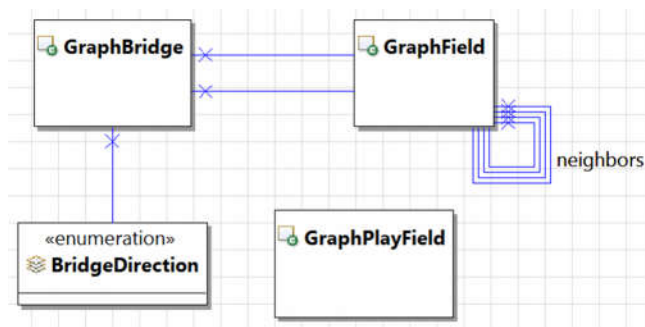 GraphBridge
GraphField
neighbors
«enumeration»
BridgeDirection
GraphPlayField